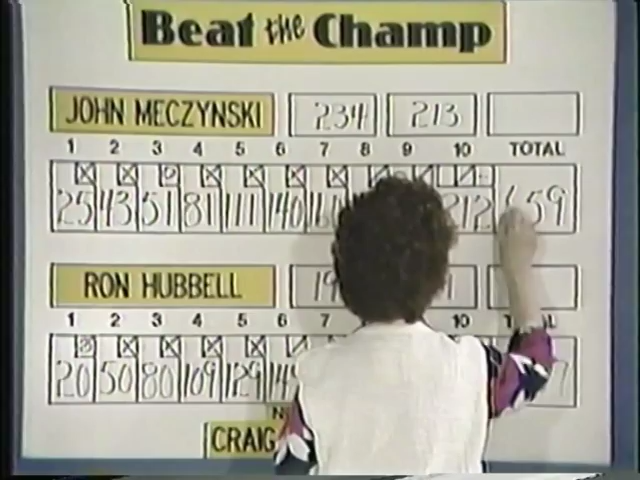 Beat the Champ
JOHN MECZYNSKI 234 213
1 2 3 4 5 6 7 8 9 10 TOTAL
25 43 51 81 111 140 212 659
RON HUBBELL
1 2 3 4 5 6 7 10
20 50 80 109 129
CRAIG